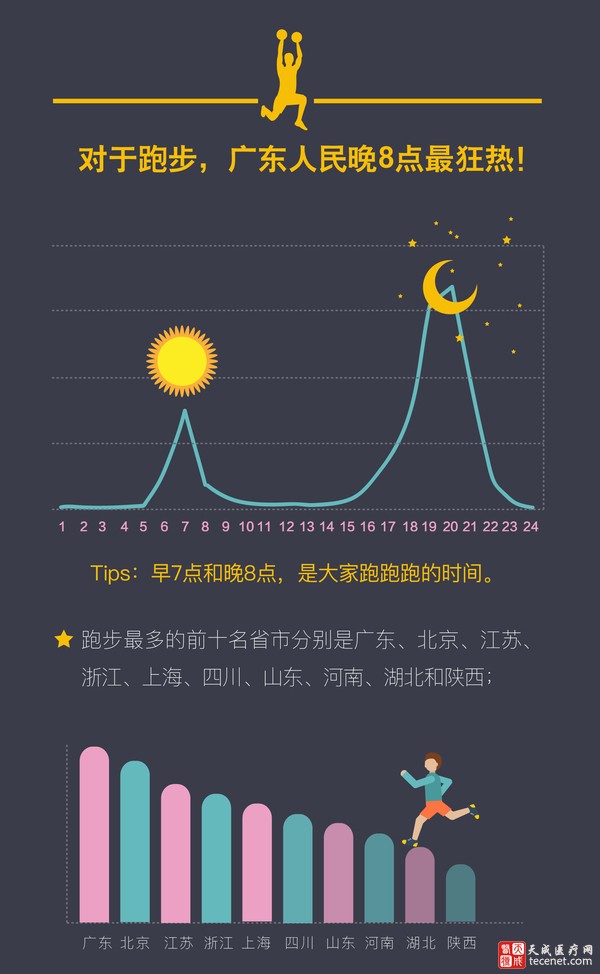 对于跑步，广东人民晚8点最狂热！
1 2 3 4 5 6 7 8 9 10 11 12 13 14 15 16 17 18 19 20 21 22 23 24
Tips：早7点和晚8点，是大家跑跑跑的时间。
跑步最多的前十名省市分别是广东、北京、江苏、
浙江、上海、四川、山东、河南、湖北和陕西；
广东 北京 江苏 浙江 上海 四川 山东 河南 湖北 陕西
天成医疗网
tecenet.com